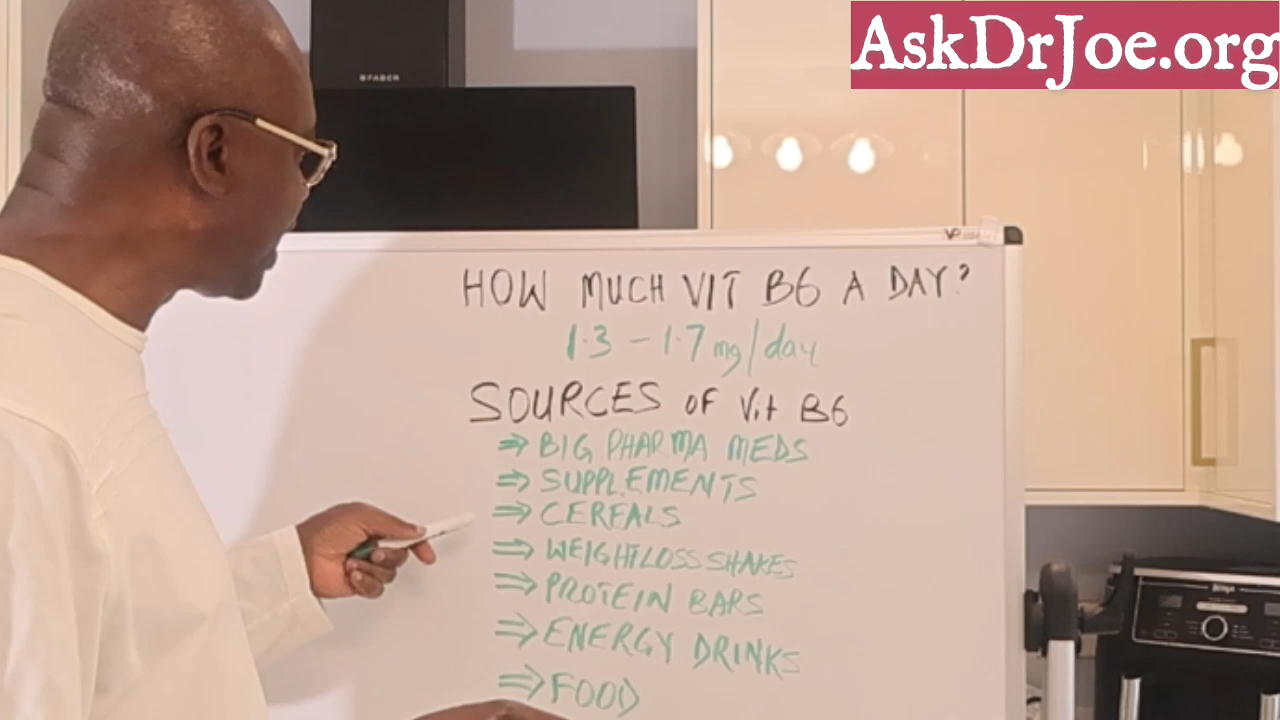 AskDrJoe.org
FABER
HOW MUCH VIT B6 A DAY?
1.3 - 1.7 mg/day
SOURCES OF Vit B6
⇒ BIG PHARMA MEDS
⇒ SUPPLEMENTS
⇒ CEREALS
⇒ WEIGHTLOSS SHAKES
⇒ PROTEIN BARS
⇒ ENERGY DRINKS
⇒ FOOD